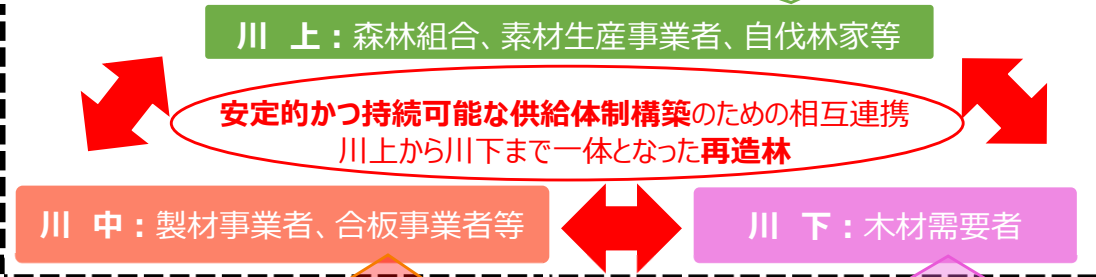 川　上：森林組合、素材生産事業者、自伐林家等
安定的かつ持続可能な供給体制構築のための相互連携
川上から川下まで一体となった再造林
川　中：製材事業者、合板事業者等
川　下：木材需要者